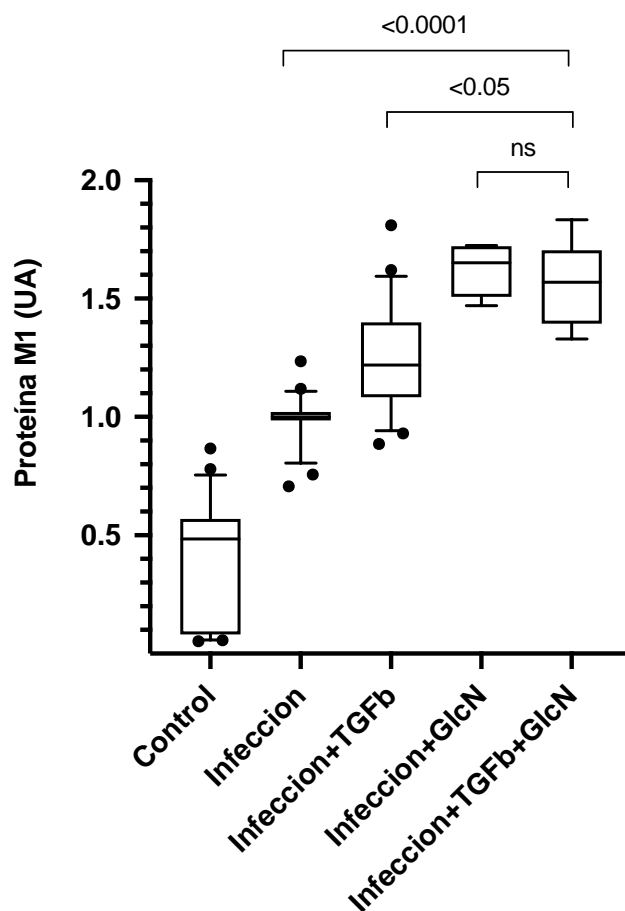 <0.0001
<0.05
ns
2.0
1.5
1.0
0.5
Proteína M1 (UA)
Control
Infeccion
Infeccion+TGFb
Infeccion+GlcN
Infeccion+TGFb+GlcN